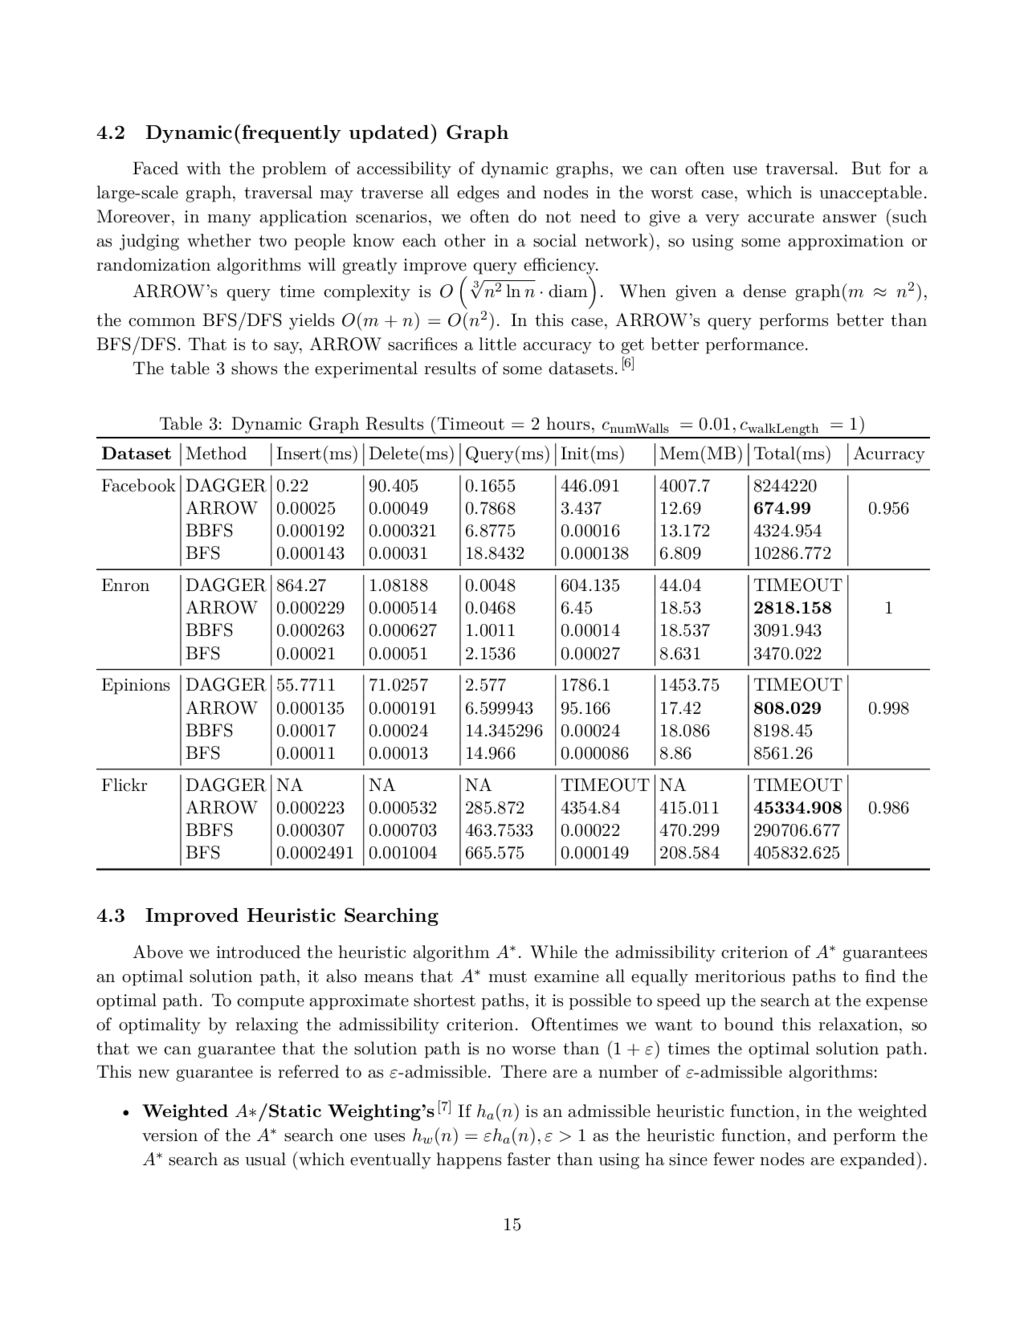 4.2 Dynamic(frequently updated) Graph
Faced with the problem of accessibility of dynamic graphs, we can often use traversal. But for a
large-scale graph, traversal may traverse all edges and nodes in the worst case, which is unacceptable.
Moreover, in many application scenarios, we often do not need to give a very accurate answer (such
as judging whether two people know each other in a social network), so using some approximation or
randomization algorithms will greatly improve query efficiency.
ARROW's query time complexity is O (∛(n² ln n) · diam). When given a dense graph(m ≈ n²),
the common BFS/DFS yields O(m + n) = O(n²). In this case, ARROW's query performs better than
BFS/DFS. That is to say, ARROW sacrifices a little accuracy to get better performance.
The table 3 shows the experimental results of some datasets.[6]
Table 3: Dynamic Graph Results (Timeout = 2 hours, c_numWalls = 0.01, c_walkLength = 1)
Dataset Method Insert(ms) Delete(ms) Query(ms) Init(ms) Mem(MB) Total(ms) Acurracy
Facebook DAGGER 0.22 90.405 0.1655 446.091 4007.7 8244220
ARROW 0.00025 0.00049 0.7868 3.437 12.69 674.99 0.956
BBFS 0.000192 0.000321 6.8775 0.00016 13.172 4324.954
BFS 0.000143 0.00031 18.8432 0.000138 6.809 10286.772
Enron DAGGER 864.27 1.08188 0.0048 604.135 44.04 TIMEOUT
ARROW 0.000229 0.000514 0.0468 6.45 18.53 2818.158 1
BBFS 0.000263 0.000627 1.0011 0.00014 18.537 3091.943
BFS 0.00021 0.00051 2.1536 0.00027 8.631 3470.022
Epinions DAGGER 55.7711 71.0257 2.577 1786.1 1453.75 TIMEOUT
ARROW 0.000135 0.000191 6.599943 95.166 17.42 808.029 0.998
BBFS 0.00017 0.00024 14.345296 0.00024 18.086 8198.45
BFS 0.00011 0.00013 14.966 0.000086 8.86 8561.26
Flickr DAGGER NA NA NA TIMEOUT NA TIMEOUT
ARROW 0.000223 0.000532 285.872 4354.84 415.011 45334.908 0.986
BBFS 0.000307 0.000703 463.7533 0.00022 470.299 290706.677
BFS 0.0002491 0.001004 665.575 0.000149 208.584 405832.625
4.3 Improved Heuristic Searching
Above we introduced the heuristic algorithm A*. While the admissibility criterion of A* guarantees
an optimal solution path, it also means that A* must examine all equally meritorious paths to find the
optimal path. To compute approximate shortest paths, it is possible to speed up the search at the expense
of optimality by relaxing the admissibility criterion. Oftentimes we want to bound this relaxation, so
that we can guarantee that the solution path is no worse than (1 + ε) times the optimal solution path.
This new guarantee is referred to as ε-admissible. There are a number of ε-admissible algorithms:
• Weighted A*/Static Weighting's[7] If hₐ(n) is an admissible heuristic function, in the weighted
version of the A* search one uses h_w(n) = εhₐ(n), ε > 1 as the heuristic function, and perform the
A* search as usual (which eventually happens faster than using ha since fewer nodes are expanded).
15